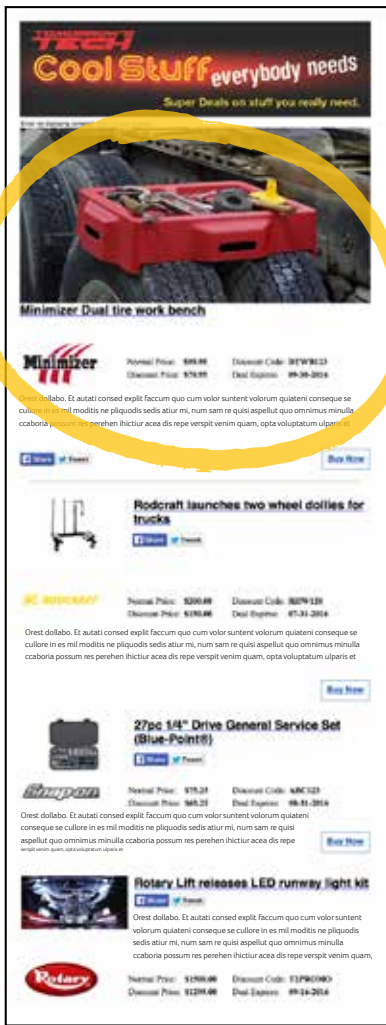 TECH
Cool Stuff everybody needs
Super Deals on stuff you really need.
Minimizer Dual tire work bench
Minimizer
Normal Price: $99.95 Discount Code:
Discount Price: $79.95 Deal Expires: 09-30-2016
Orest dollabo. Et autati consed explit faccum quo cum volor suntent volorum quiateni conseque se
cullore in es mil moditis ne pliquodis sedis atiur mi, num sam re quisi aspellut quo omnimus minulla
ccaboria possum res perehen ihictiur acea dis repe verspit venim quam, opta voluptatum ulparis et
Share Tweet Buy Now
Rodcraft launches two wheel dollies for
trucks
Share Tweet
RODCRAFT
Normal Price: $200.00 Discount Code:
Discount Price: $150.00 Deal Expires: 07-31-2016
Orest dollabo. Et autati consed explit faccum quo cum volor suntent volorum quiateni conseque se
cullore in es mil moditis ne pliquodis sedis atiur mi, num sam re quisi aspellut quo omnimus minulla
ccaboria possum res perehen ihictiur acea dis repe verspit venim quam, opta voluptatum ulparis et
Buy Now
27pc 1/4" Drive General Service Set
(Blue-Point®)
Share Tweet
Snap-on
Normal Price: $75.25 Discount Code: ABC123
Discount Price: $65.25 Deal Expires: 08-31-2016
Orest dollabo. Et autati consed explit faccum quo cum volor suntent volorum quiateni
conseque se cullore in es mil moditis ne pliquodis sedis atiur mi, num sam re quisi
aspellut quo omnimus minulla ccaboria possum res perehen ihictiur acea dis repe
verspit venim quam, opta voluptatum ulparis et
Buy Now
Rotary Lift releases LED runway light kit
Share Tweet
Orest dollabo. Et autati consed explit faccum quo cum volor suntent
volorum quiateni conseque se cullore in es mil moditis ne pliquodis
sedis atiur mi, num sam re quisi aspellut quo omnimus minulla
ccaboria possum res perehen ihictiur acea dis repe verspit venim quam,
Rotary
Normal Price: $1500.00 Discount Code:
Discount Price: $1299.00 Deal Expires: 09-16-2016